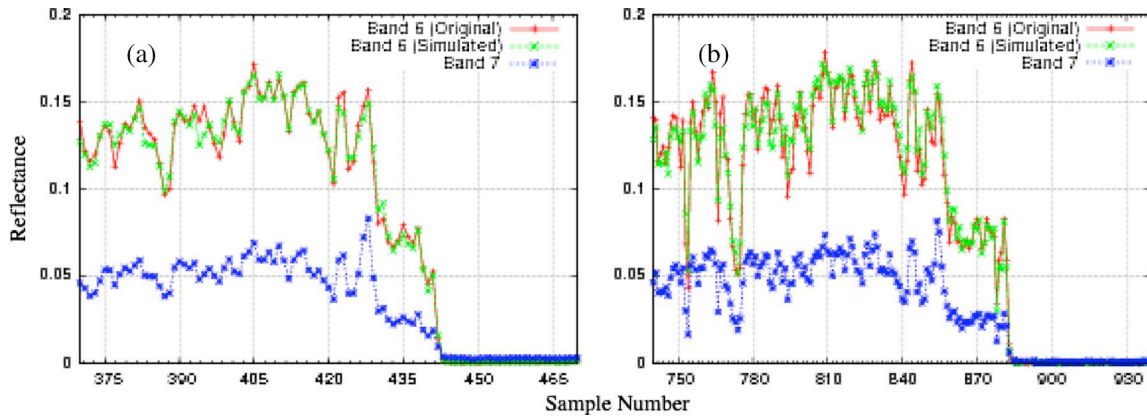 0.2
0.15
0.1
0.05
0
Reflectance
(a)
Band 6 (Original)
Band 6 (Simulated)
Band 7
375 390 405 420 435 450 465
0.2
0.15
0.1
0.05
0
(b)
Band 6 (Original)
Band 6 (Simulated)
Band 7
750 780 810 840 870 900 930
Sample Number